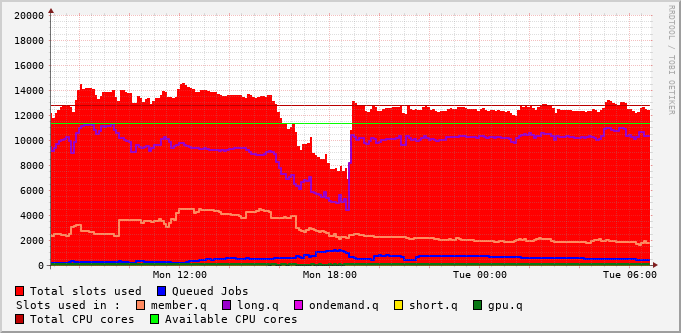 RRDTOOL / TOBI OETIKER
20000
18000
16000
14000
12000
10000
8000
6000
4000
2000
0
Mon 12:00 Mon 18:00 Tue 00:00 Tue 06:00
Total slots used Queued Jobs
Slots used in : member.q long.q ondemand.q short.q gpu.q
Total CPU cores Available CPU cores